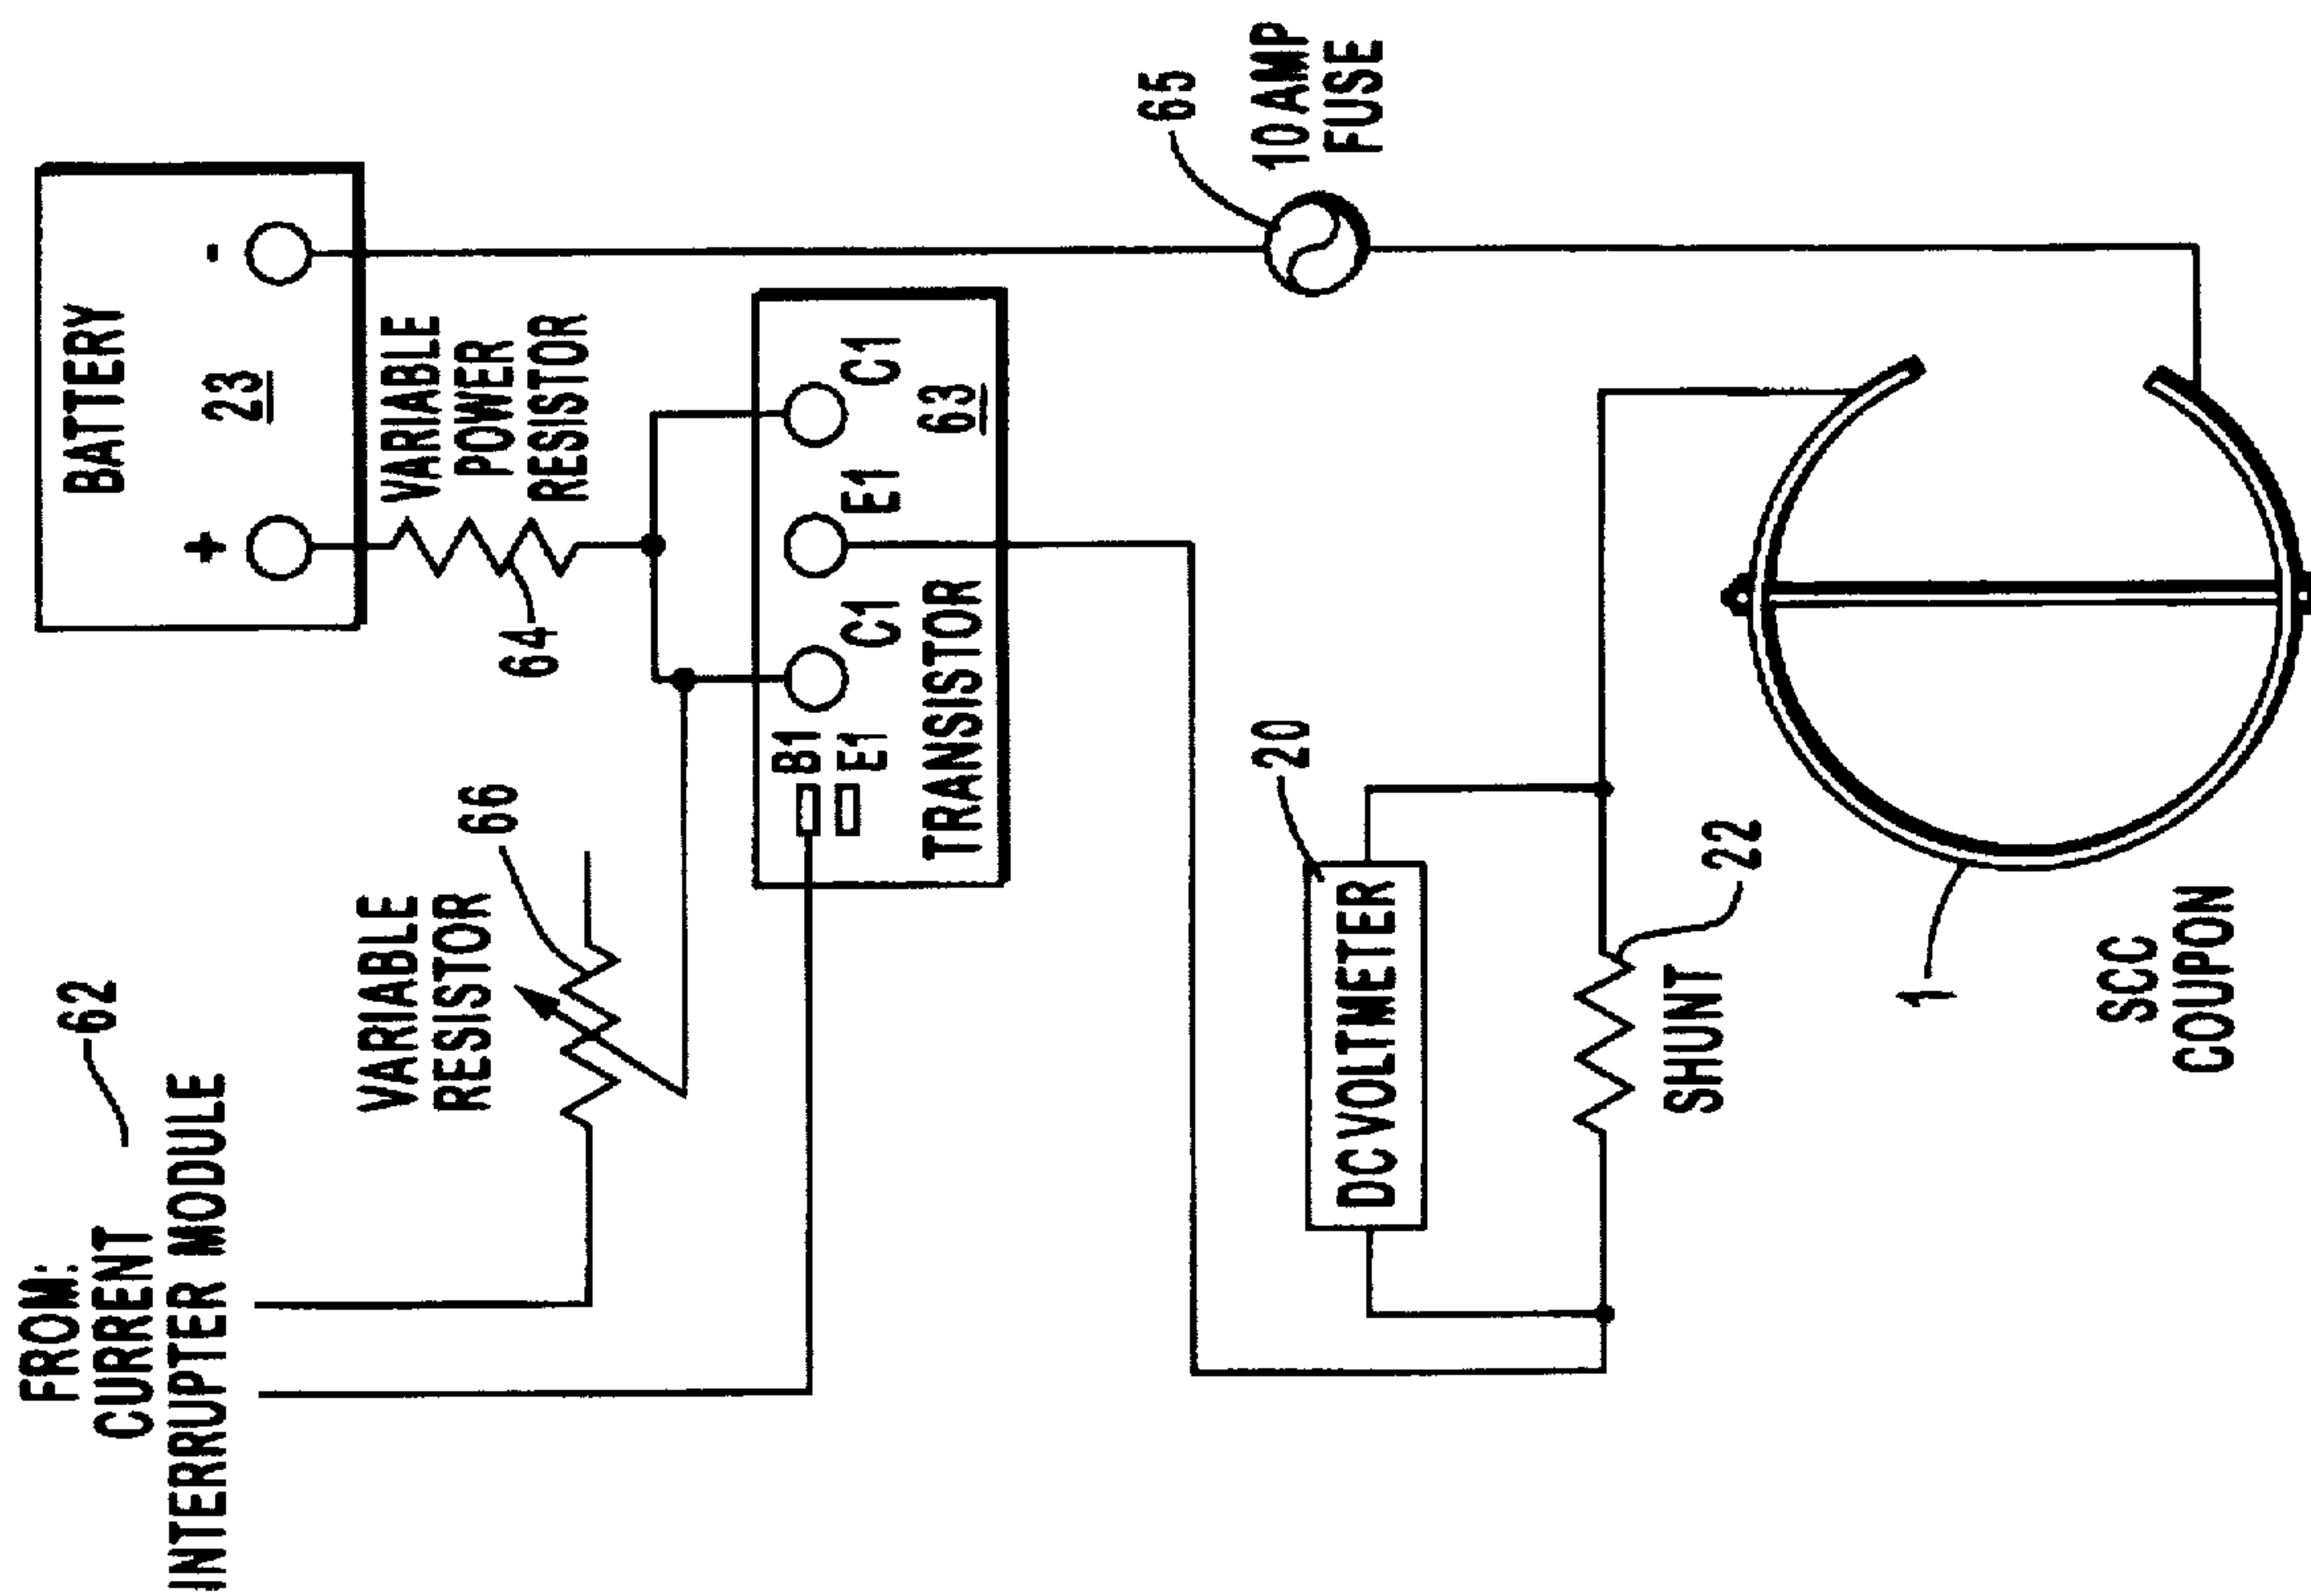 FROM:
CURRENT
INTERRUPTER MODULE
62
VARIABLE
RESISTOR
66
BATTERY
23
+
-
VARIABLE
POWER
RESISTOR
64
B1
E1
C1
E1
C1
63
TRANSISTOR
65
10 AMP
FUSE
20
DC VOLTMETER
22
SHUNT
1
SCC
COUPON